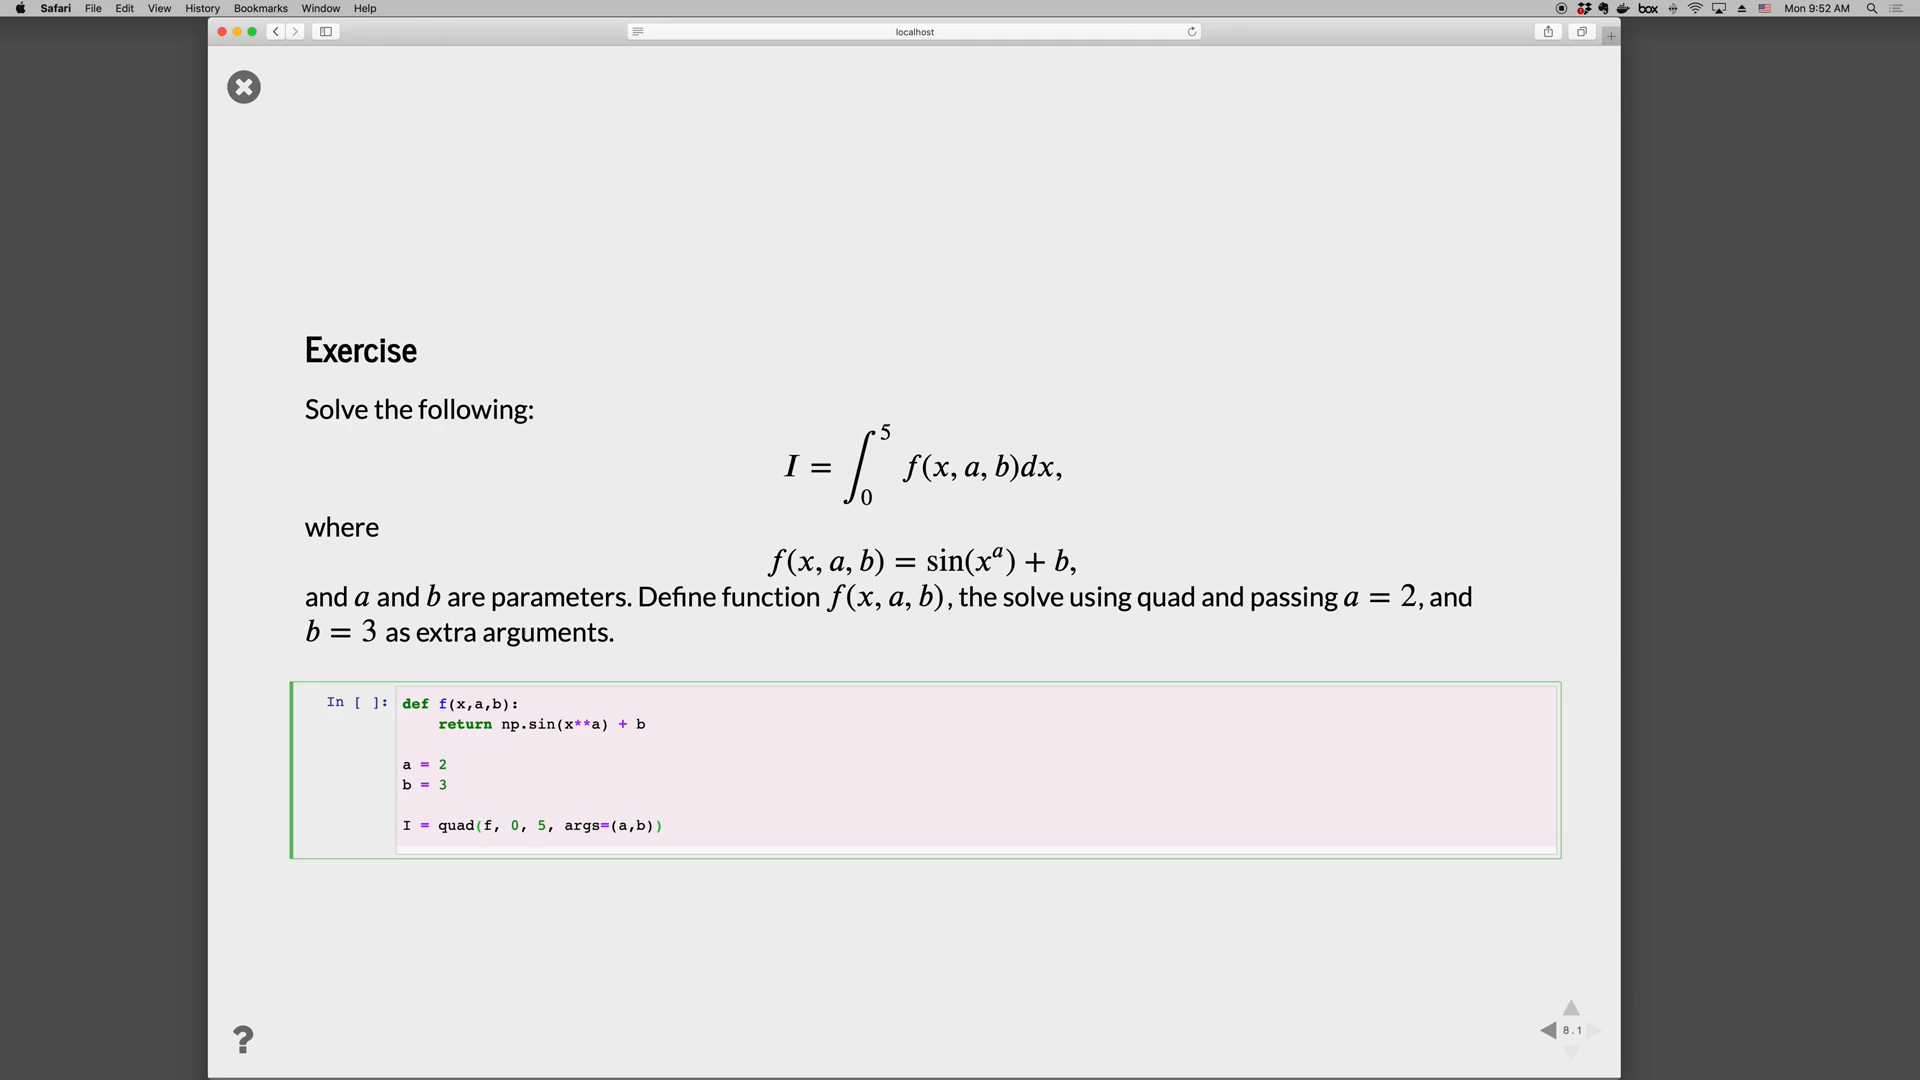 Safari File Edit View History Bookmarks Window Help box Mon 9:52 AM
localhost
Exercise
Solve the following:
I = ∫₀⁵ f(x, a, b)dx,
where
f(x, a, b) = sin(xᵃ) + b,
and a and b are parameters. Define function f(x, a, b), the solve using quad and passing a = 2, and
b = 3 as extra arguments.
In [ ]: def f(x,a,b):
return np.sin(x**a) + b
a = 2
b = 3
I = quad(f, 0, 5, args=(a,b))
?
8.1